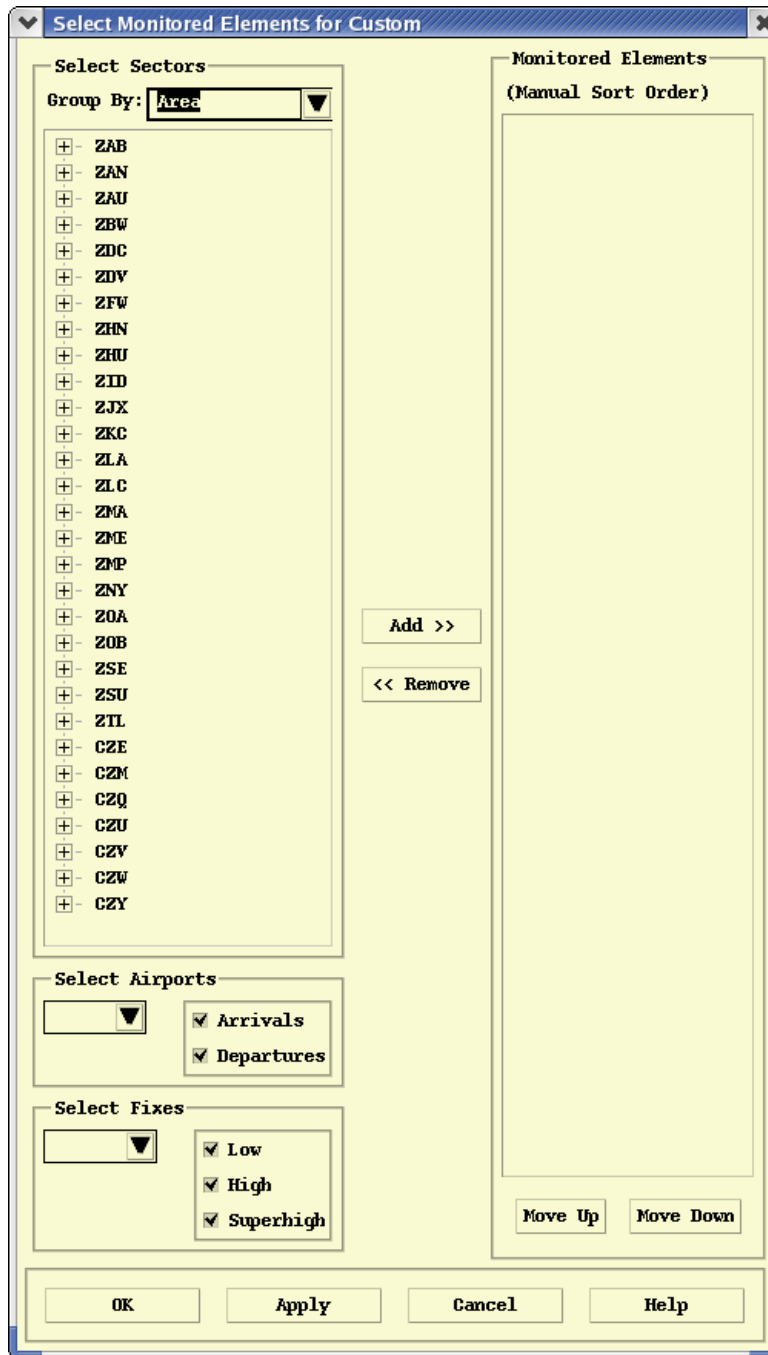 Select Monitored Elements for Custom
Select Sectors
Group By: Area
ZAB
ZAN
ZAU
ZBW
ZDC
ZDV
ZFW
ZHN
ZHU
ZID
ZJX
ZKC
ZLA
ZLC
ZMA
ZME
ZMP
ZNY
ZOA
ZOB
ZSE
ZSU
ZTL
CZE
CZM
CZQ
CZU
CZV
CZW
CZY
Select Airports
Arrivals
Departures
Select Fixes
Low
High
Superhigh
Add >>
<< Remove
Monitored Elements
(Manual Sort Order)
Move Up Move Down
OK Apply Cancel Help